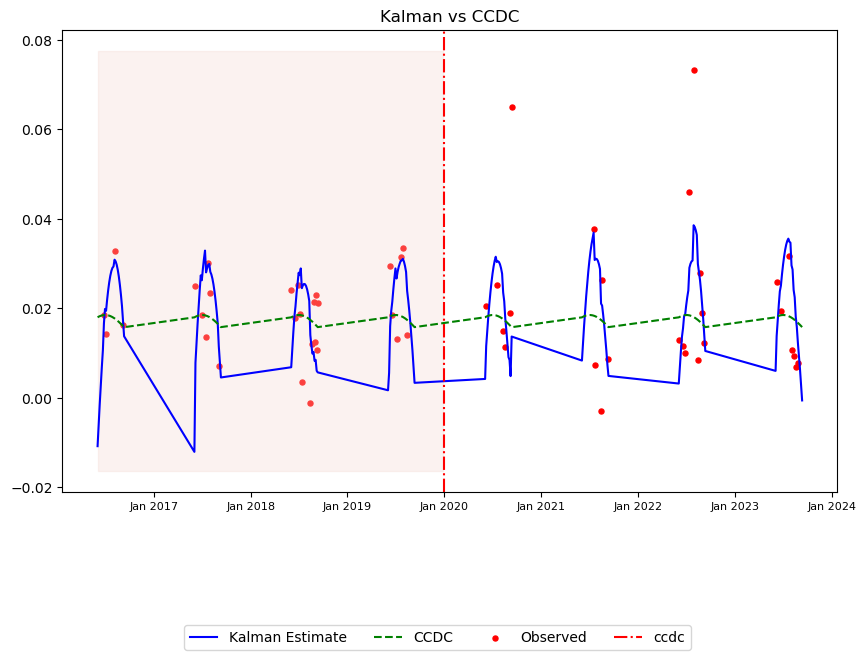 Kalman vs CCDC
0.08
0.06
0.04
0.02
0.00
−0.02
Jan 2017 Jan 2018 Jan 2019 Jan 2020 Jan 2021 Jan 2022 Jan 2023 Jan 2024
Kalman Estimate CCDC Observed ccdc